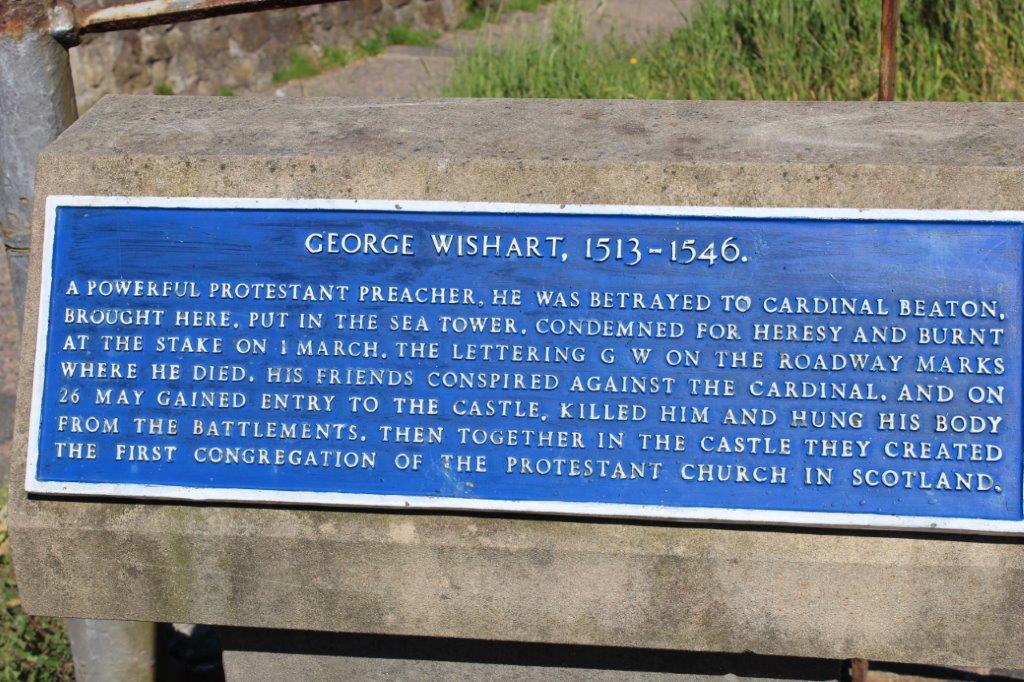 GEORGE WISHART, 1513-1546.
A POWERFUL PROTESTANT PREACHER, HE WAS BETRAYED TO CARDINAL BEATON,
BROUGHT HERE, PUT IN THE SEA TOWER, CONDEMNED FOR HERESY AND BURNT
AT THE STAKE ON 1 MARCH. THE LETTERING G W ON THE ROADWAY MARKS
WHERE HE DIED. HIS FRIENDS CONSPIRED AGAINST THE CARDINAL, AND ON
26 MAY GAINED ENTRY TO THE CASTLE, KILLED HIM AND HUNG HIS BODY
FROM THE BATTLEMENTS. THEN TOGETHER IN THE CASTLE THEY CREATED
THE FIRST CONGREGATION OF THE PROTESTANT CHURCH IN SCOTLAND.